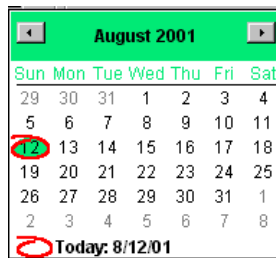 August 2001
Sun Mon Tue Wed Thu Fri Sat
29 30 31 1 2 3 4
5 6 7 8 9 10 11
12 13 14 15 16 17 18
19 20 21 22 23 24 25
26 27 28 29 30 31 1
2 3 4 5 6 7 8
Today: 8/12/01